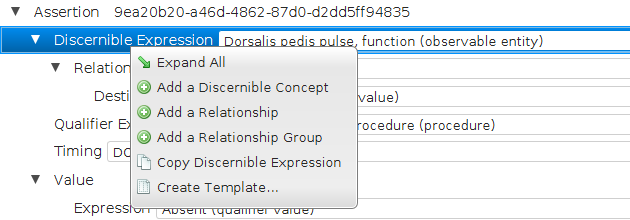 Assertion 9ea20b20-a46d-4862-87d0-d2dd5ff94835
Discernible Expression Dorsalis pedis pulse, function (observable entity)
Expand All
Relation
Add a Discernible Concept
Desti value)
Add a Relationship
Qualifier Ex rocedure (procedure)
Add a Relationship Group
Timing DO
Copy Discernible Expression
Value
Create Template...
Expression Absent (qualifier value)